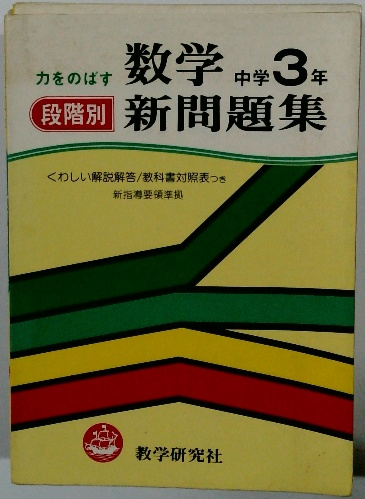 力をのばす
数学 中学3年
段階別
新問題集
くわしい解説解答/教科書対照表つき
新指導要領準拠
教学研究社